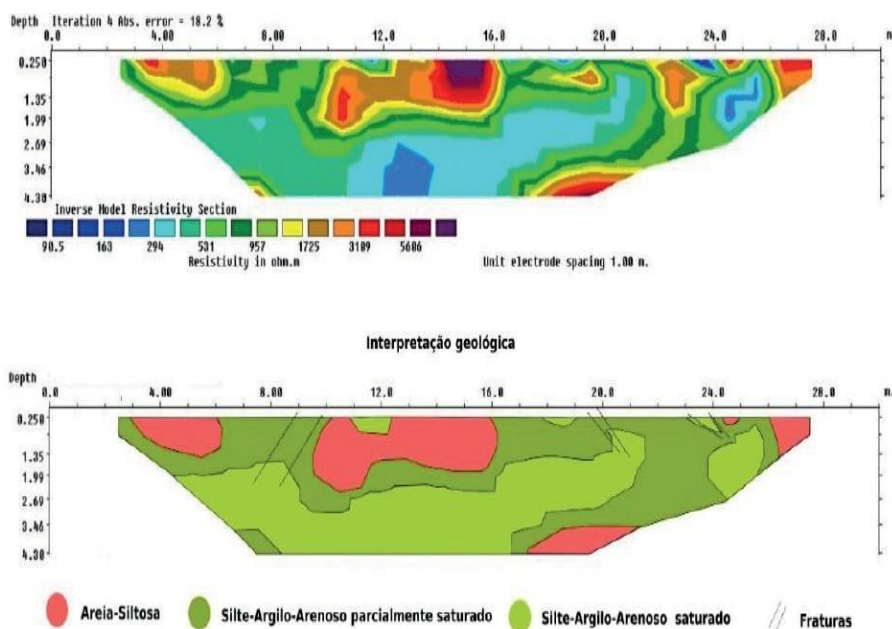 Depth Iteration 4 Abs. error = 18.2 %
0.0 4.00 8.00 12.0 16.0 20.0 24.0 28.0 m.
0.250
1.35
1.99
2.69
3.46
4.30
Inverse Model Resistivity Section
90.5 163 294 531 957 1725 3109 5606
Resistivity in ohm.m
Unit electrode spacing 1.00 m.
Interpretação geológica
Depth
0.0 4.00 8.00 12.0 16.0 20.0 24.0 28.0 m.
0.250
1.35
1.99
2.69
3.46
4.30
Areia-Siltosa
Silte-Argilo-Arenoso parcialmente saturado
Silte-Argilo-Arenoso saturado
Fraturas